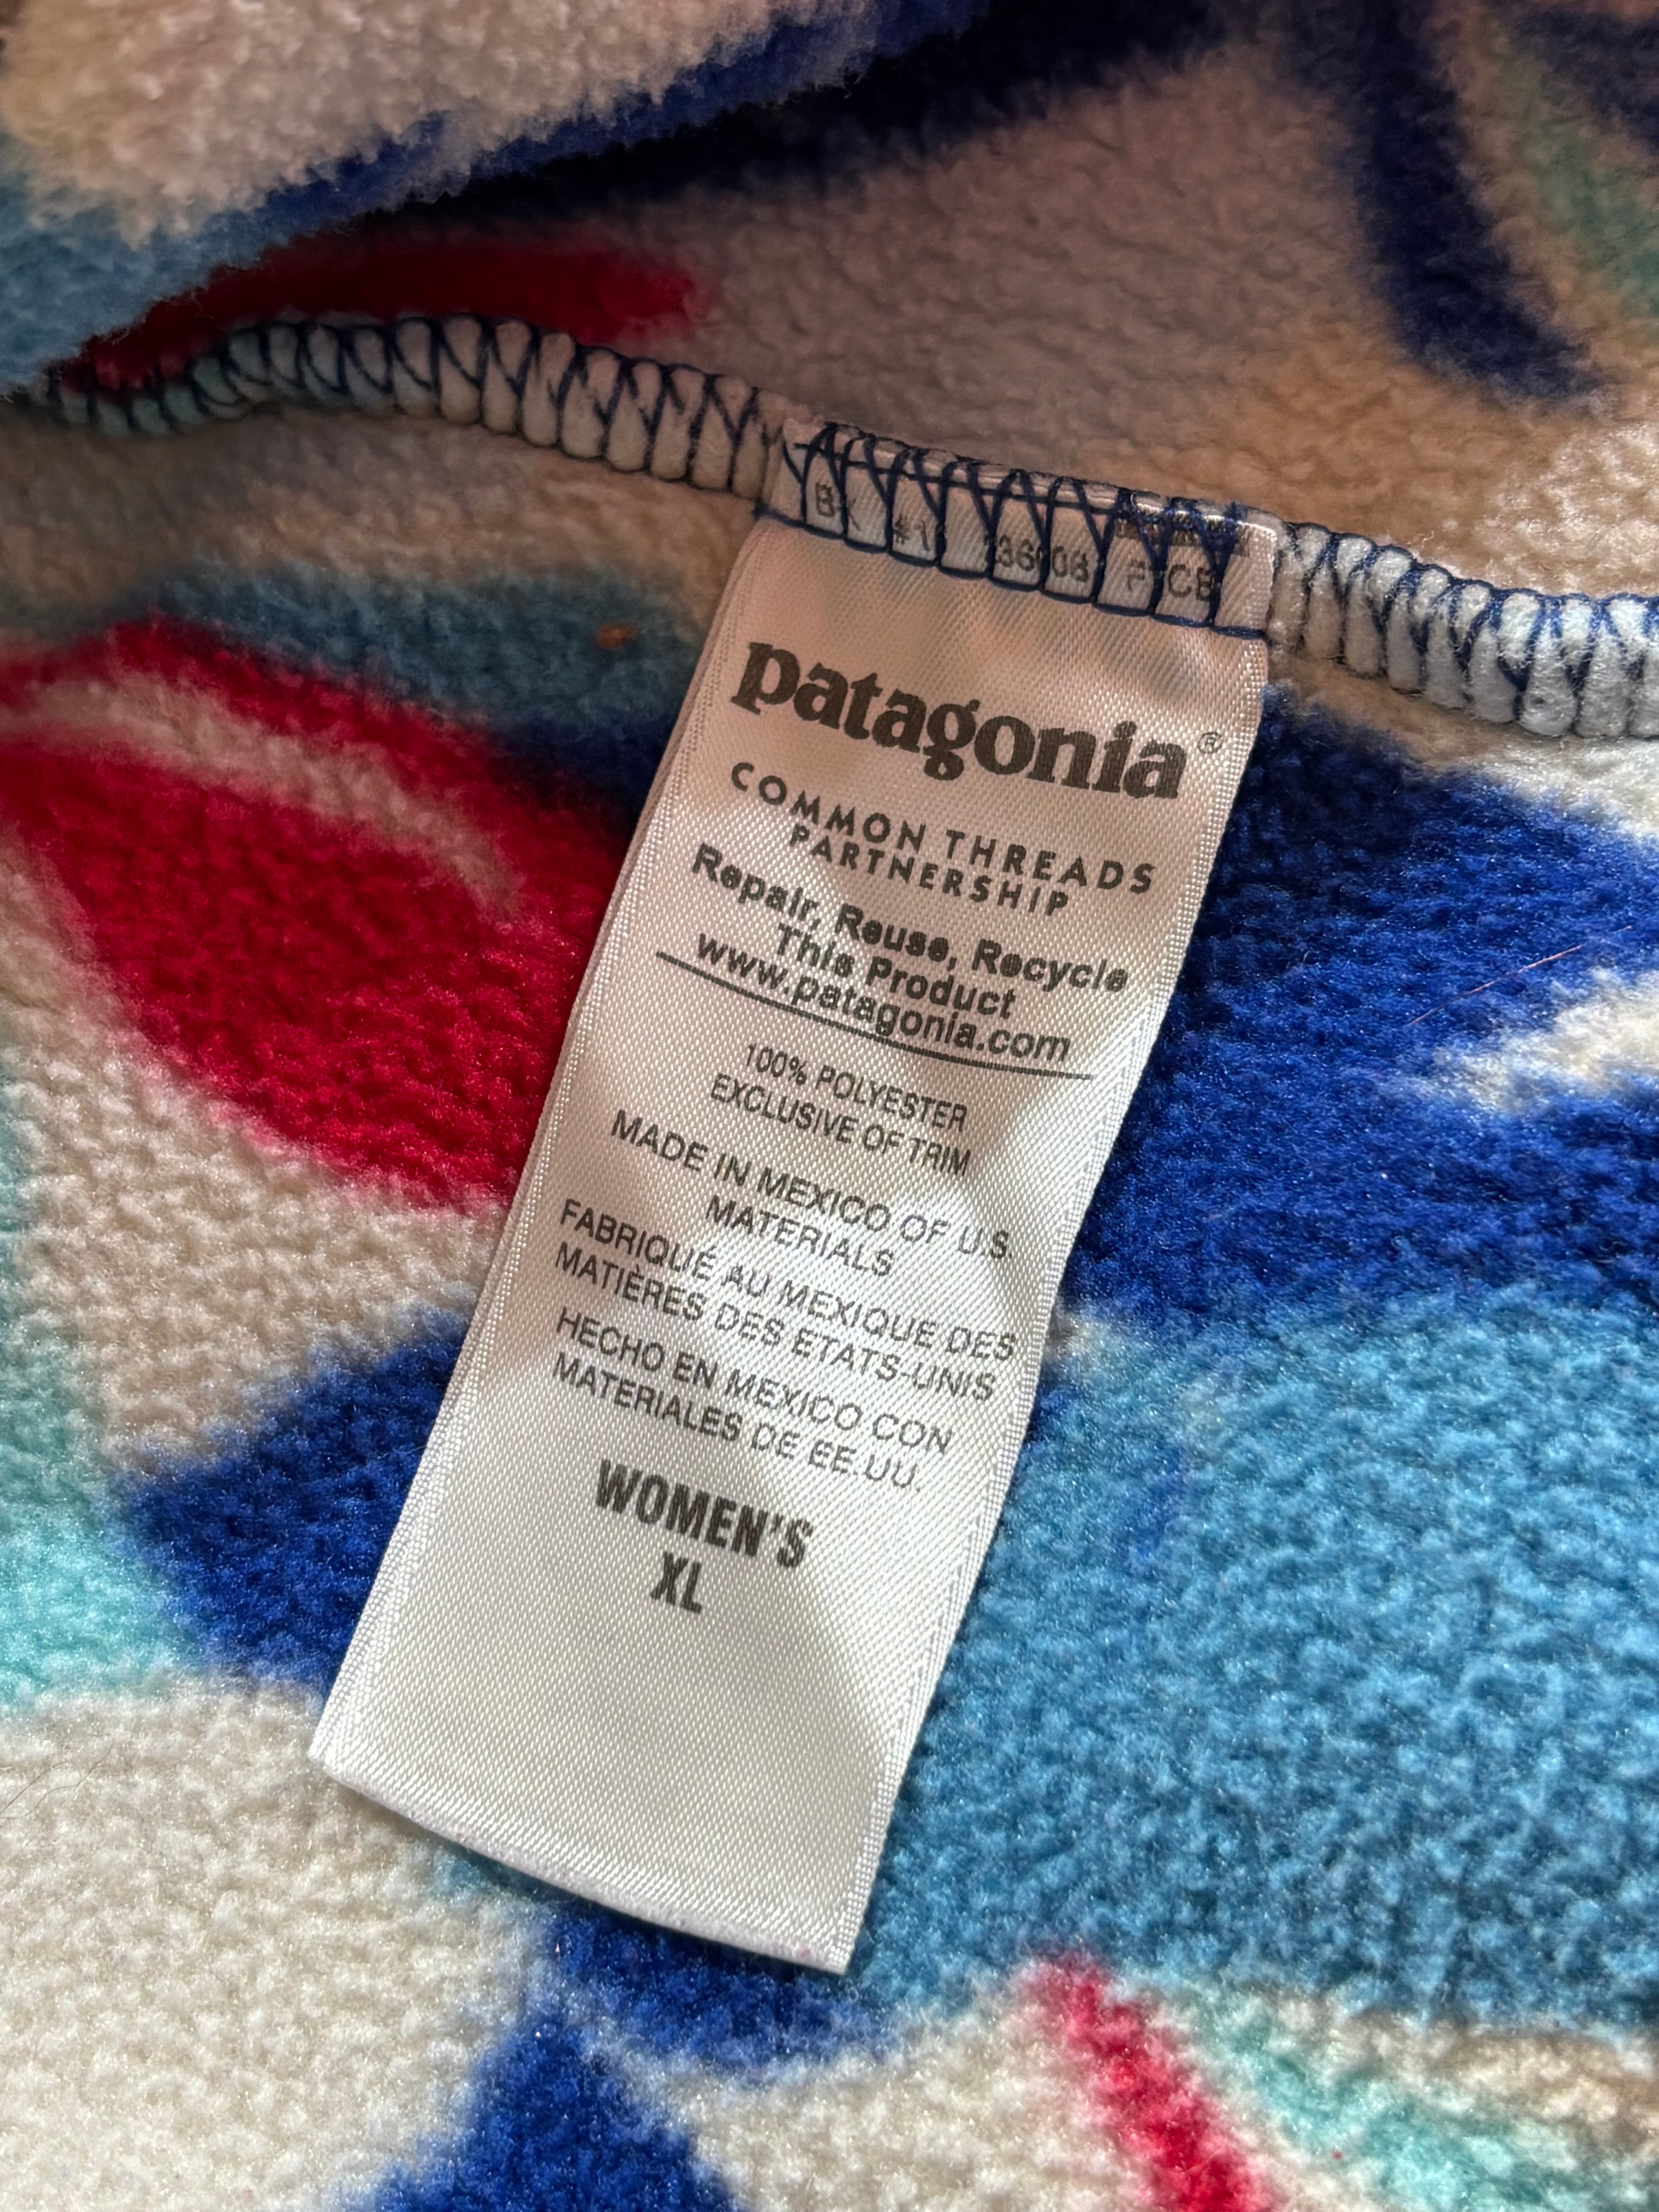 patagonia®
COMMON THREADS
PARTNERSHIP
Repair, Reuse, Recycle
This Product
www.patagonia.com
100% POLYESTER
EXCLUSIVE OF TRIM
MADE IN MEXICO OF U.S.
MATERIALS
FABRIQUÉ AU MEXIQUE DES
MATIÈRES DES ETATS-UNIS
HECHO EN MEXICO CON
MATERIALES DE EE.UU.
WOMEN'S
XL